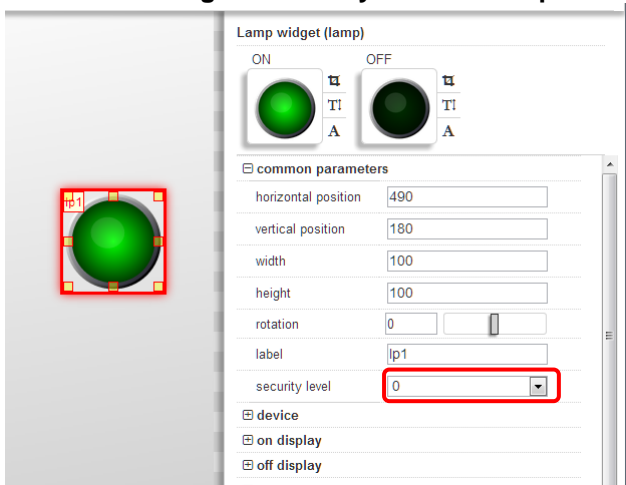 Lamp widget (lamp)
ON OFF
T↕ T↕
A A
lp1
common parameters
horizontal position 490
vertical position 180
width 100
height 100
rotation 0
label lp1
security level 0
device
on display
off display